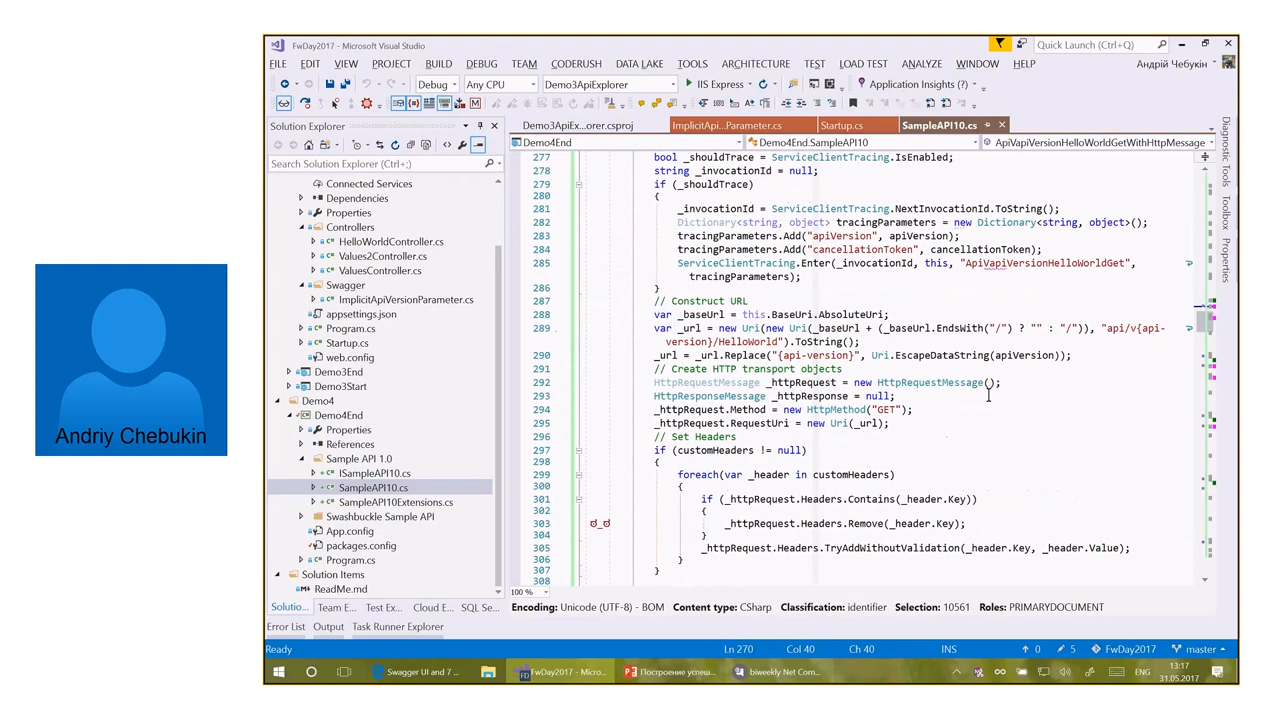 FwDay2017 - Microsoft Visual Studio
Quick Launch (Ctrl+Q)
FILE EDIT VIEW PROJECT BUILD DEBUG TEAM CODERUSH DATA LAKE TOOLS ARCHITECTURE TEST LOAD TEST ANALYZE WINDOW HELP
Андрій Чебукін
Debug Any CPU Demo3ApiExplorer IIS Express Application Insights (?)
Solution Explorer
Search Solution Explorer (Ctrl+;)
Connected Services
Dependencies
Properties
Controllers
HelloWorldController.cs
Values2Controller.cs
ValuesController.cs
Swagger
ImplicitApiVersionParameter.cs
appsettings.json
Program.cs
Startup.cs
web.config
Demo3End
Demo3Start
Demo4
Demo4End
Properties
References
Sample API 1.0
ISampleAPI10.cs
SampleAPI10.cs
SampleAPI10Extensions.cs
Swashbuckle Sample API
App.config
packages.config
Program.cs
Solution Items
ReadMe.md
Solutio... Team E... Test Ex... Cloud E... SQL Se...
Demo3ApiEx...orer.csproj ImplicitApi...Parameter.cs Startup.cs SampleAPI10.cs
Demo4End Demo4End.SampleAPI10 ApiVapiVersionHelloWorldGetWithHttpMessage
277 bool _shouldTrace = ServiceClientTracing.IsEnabled;
278 string _invocationId = null;
279 if (_shouldTrace)
280 {
281 _invocationId = ServiceClientTracing.NextInvocationId.ToString();
282 Dictionary<string, object> tracingParameters = new Dictionary<string, object>();
283 tracingParameters.Add("apiVersion", apiVersion);
284 tracingParameters.Add("cancellationToken", cancellationToken);
285 ServiceClientTracing.Enter(_invocationId, this, "ApiVapiVersionHelloWorldGet",
tracingParameters);
286 }
287 // Construct URL
288 var _baseUrl = this.BaseUri.AbsoluteUri;
289 var _url = new Uri(new Uri(_baseUrl + (_baseUrl.EndsWith("/") ? "" : "/")), "api/v{api-
version}/HelloWorld").ToString();
290 _url = _url.Replace("{api-version}", Uri.EscapeDataString(apiVersion));
291 // Create HTTP transport objects
292 HttpRequestMessage _httpRequest = new HttpRequestMessage();
293 HttpResponseMessage _httpResponse = null;
294 _httpRequest.Method = new HttpMethod("GET");
295 _httpRequest.RequestUri = new Uri(_url);
296 // Set Headers
297 if (customHeaders != null)
298 {
299 foreach(var _header in customHeaders)
300 {
301 if (_httpRequest.Headers.Contains(_header.Key))
302 {
303 _httpRequest.Headers.Remove(_header.Key);
304 }
305 _httpRequest.Headers.TryAddWithoutValidation(_header.Key, _header.Value);
306 }
307 }
308
100 %
Encoding: Unicode (UTF-8) - BOM Content type: CSharp Classification: identifier Selection: 10561 Roles: PRIMARYDOCUMENT
Diagnostic Tools
Toolbox
Properties
Error List Output Task Runner Explorer
Ready Ln 270 Col 40 Ch 40 INS 0 5 FwDay2017 master
Swagger UI and 7 ... FwDay2017 - Micro... Построение успеш... biweekly Net Com... ENG 13:17
31.05.2017
Andriy Chebukin